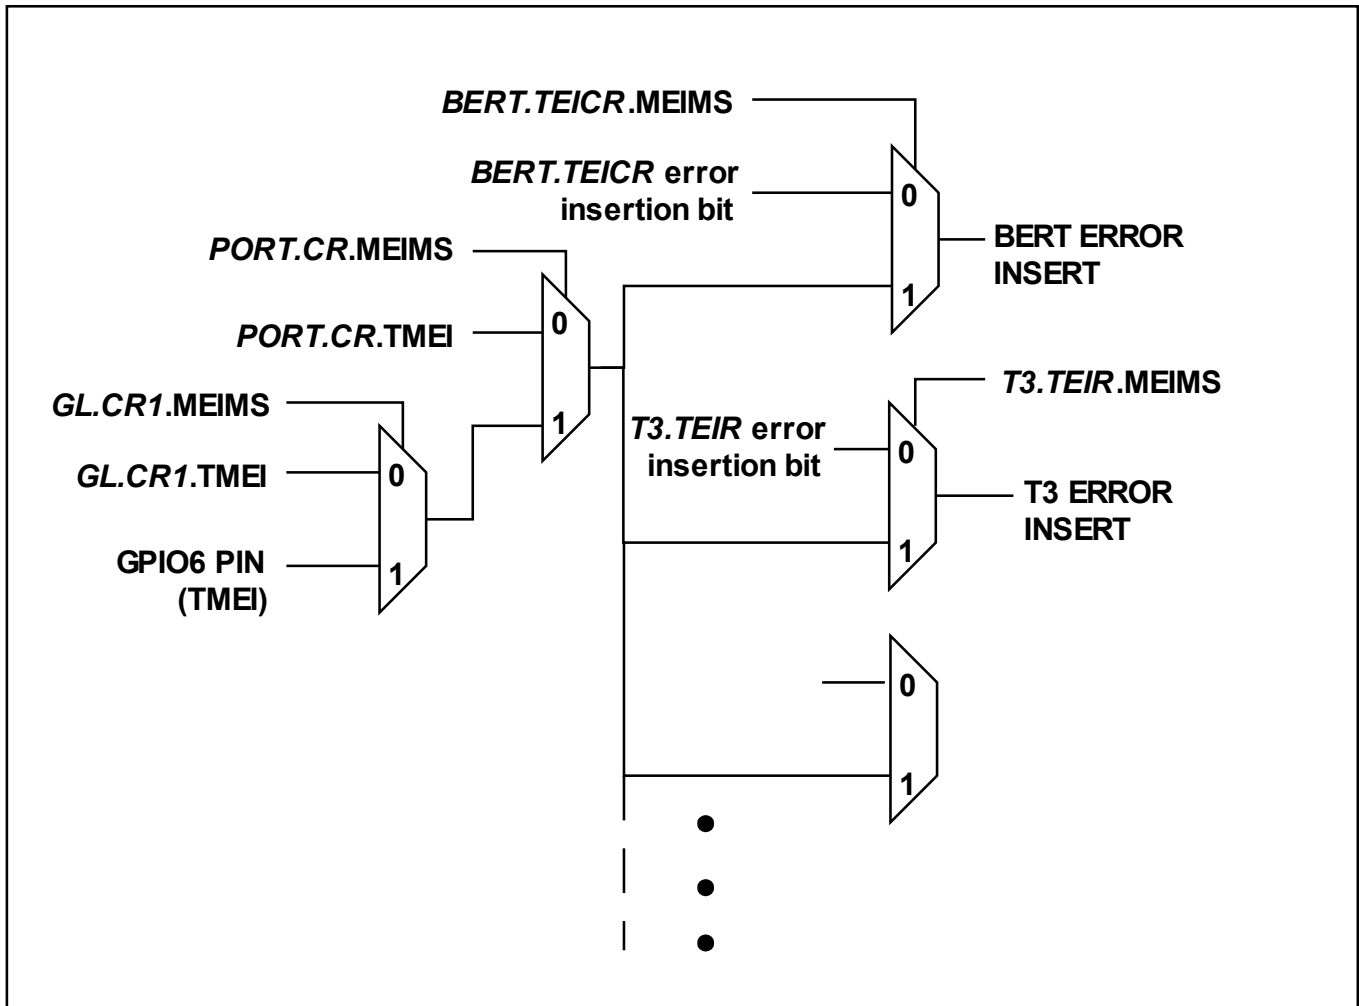 BERT.TEICR.MEIMS
BERT.TEICR error
insertion bit
0
1
BERT ERROR
INSERT
PORT.CR.MEIMS
PORT.CR.TMEI
0
1
GL.CR1.MEIMS
GL.CR1.TMEI
0
GPIO6 PIN
(TMEI)
1
T3.TEIR.MEIMS
T3.TEIR error
insertion bit
0
1
T3 ERROR
INSERT
0
1